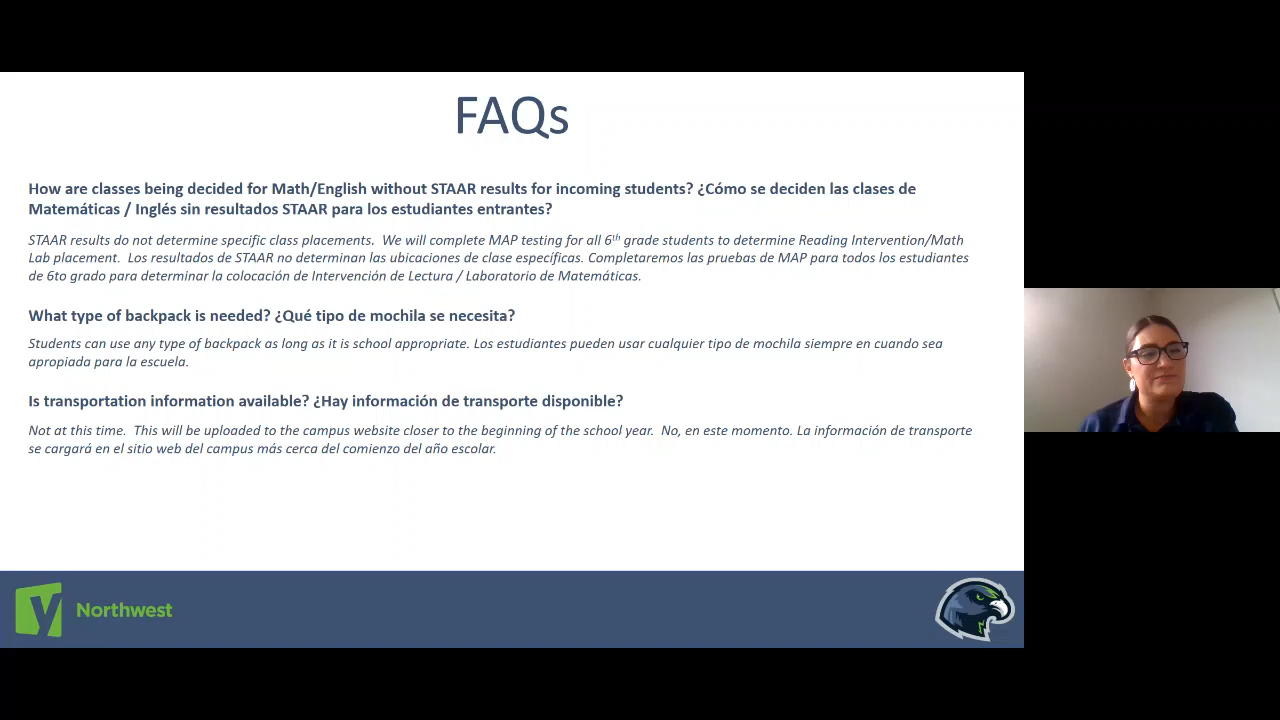 FAQs
How are classes being decided for Math/English without STAAR results for incoming students? ¿Cómo se deciden las clases de
Matemáticas / Inglés sin resultados STAAR para los estudiantes entrantes?
STAAR results do not determine specific class placements.  We will complete MAP testing for all 6th grade students to determine Reading Intervention/Math
Lab placement.  Los resultados de STAAR no determinan las ubicaciones de clase específicas. Completaremos las pruebas de MAP para todos los estudiantes
de 6to grado para determinar la colocación de Intervención de Lectura / Laboratorio de Matemáticas.
What type of backpack is needed? ¿Qué tipo de mochila se necesita?
Students can use any type of backpack as long as it is school appropriate. Los estudiantes pueden usar cualquier tipo de mochila siempre en cuando sea
apropiada para la escuela.
Is transportation information available? ¿Hay información de transporte disponible?
Not at this time.  This will be uploaded to the campus website closer to the beginning of the school year.  No, en este momento. La información de transporte
se cargará en el sitio web del campus más cerca del comienzo del año escolar.
Northwest